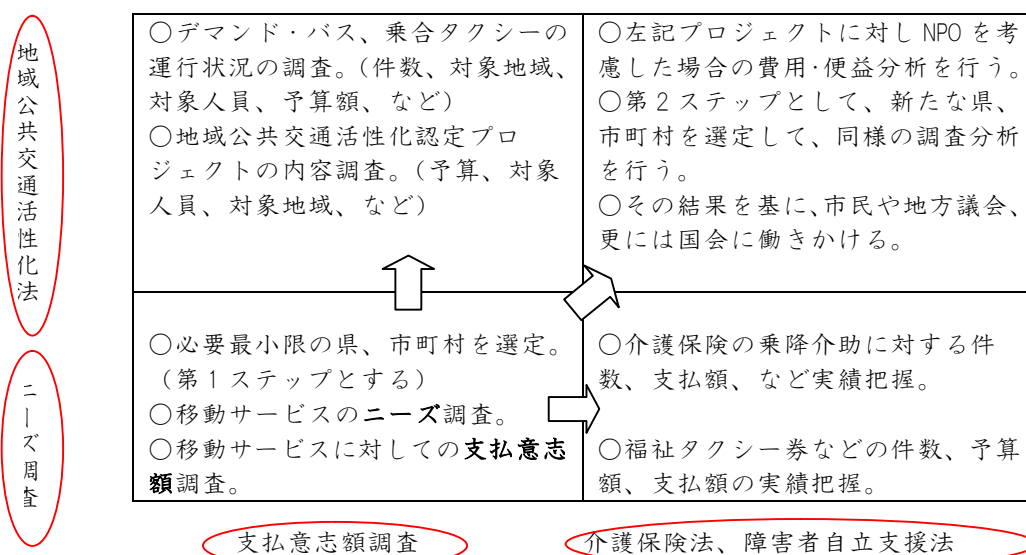 地域公共交通活性化法
○デマンド・バス、乗合タクシーの
運行状況の調査。(件数、対象地域、
対象人員、予算額、など)
○地域公共交通活性化認定プロ
ジェクトの内容調査。(予算、対象
人員、対象地域、など)
○左記プロジェクトに対し NPO を考
慮した場合の費用・便益分析を行う。
○第2ステップとして、新たな県、
市町村を選定して、同様の調査分析
を行う。
○その結果を基に、市民や地方議会、
更には国会に働きかける。
ニーズ調査
○必要最小限の県、市町村を選定。
(第1ステップとする)
○移動サービスのニーズ調査。
○移動サービスに対しての支払意志
額調査。
○介護保険の乗降介助に対する件
数、支払額、など実績把握。
○福祉タクシー券などの件数、予算
額、支払額の実績把握。
支払意志額調査
介護保険法、障害者自立支援法